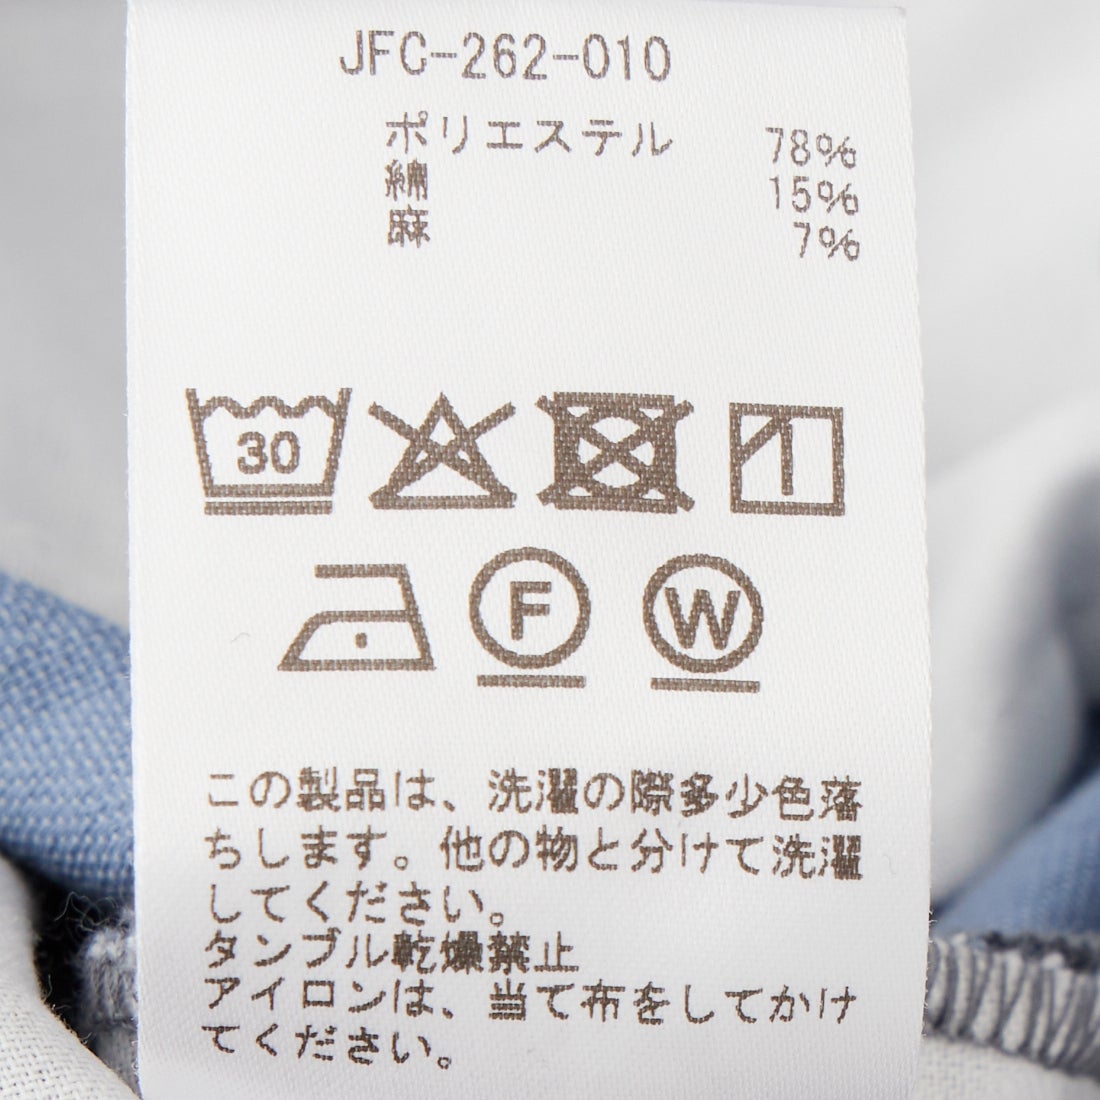 JFC-262-010
ポリエステル 78%
綿 15%
麻 7%
30
F W
この製品は、洗濯の際多少色落
ちします。他の物と分けて洗濯
してください。
タンブル乾燥禁止
アイロンは、当て布をしてかけ
てください。